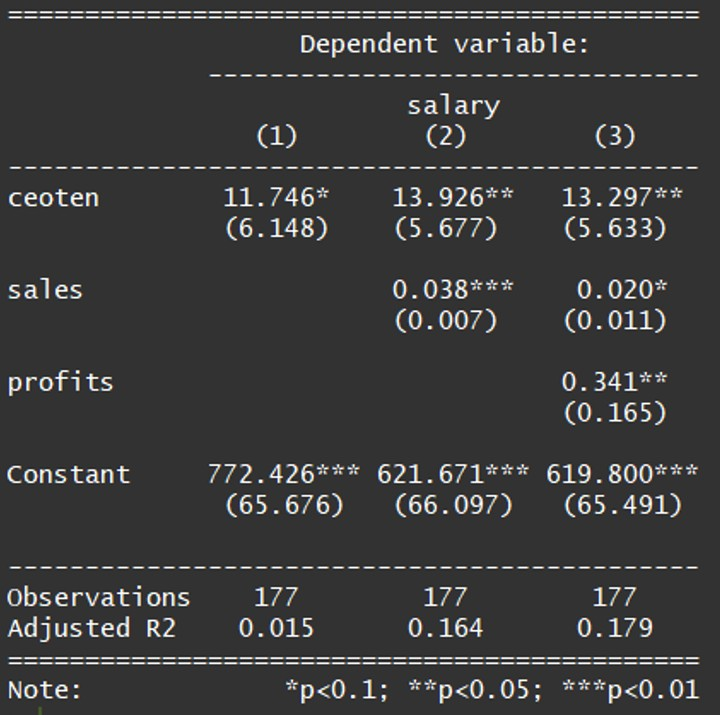 Dependent variable:
salary
(1) (2) (3)
ceoten 11.746* 13.926** 13.297**
(6.148) (5.677) (5.633)
sales 0.038*** 0.020*
(0.007) (0.011)
profits 0.341**
(0.165)
Constant 772.426*** 621.671*** 619.800***
(65.676) (66.097) (65.491)
Observations 177 177 177
Adjusted R2 0.015 0.164 0.179
Note: *p<0.1; **p<0.05; ***p<0.01